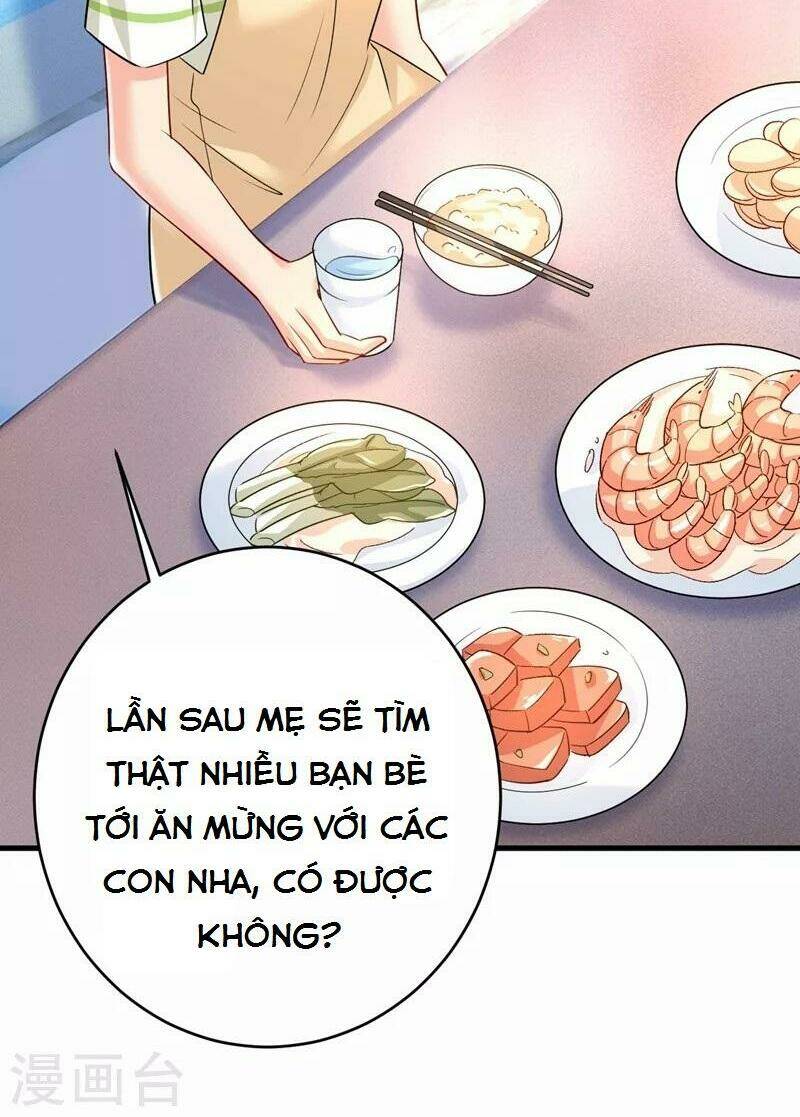 LẦN SAU MẸ SẼ TÌM
THẬT NHIỀU BẠN BÈ
TỚI ĂN MỪNG VỚI CÁC
CON NHA, CÓ ĐƯỢC
KHÔNG?
漫画台